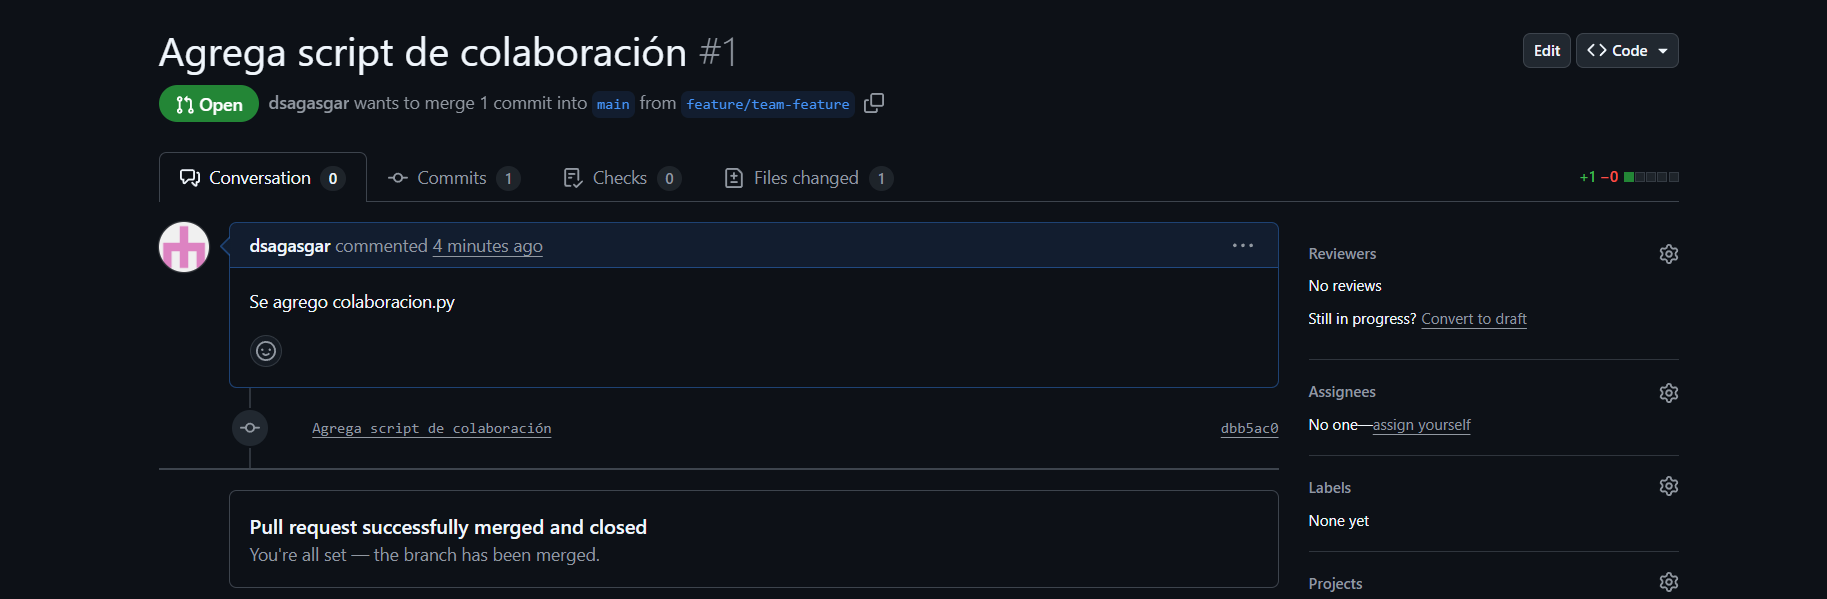 Agrega script de colaboración #1
Edit
Code
Open
dsagasgar wants to merge 1 commit into main from feature/team-feature
Conversation 0
Commits 1
Checks 0
Files changed 1
+1 −0
dsagasgar commented 4 minutes ago
Se agrego colaboracion.py
Agrega script de colaboración
dbb5ac0
Pull request successfully merged and closed
You're all set — the branch has been merged.
Reviewers
No reviews
Still in progress? Convert to draft
Assignees
No one—assign yourself
Labels
None yet
Projects